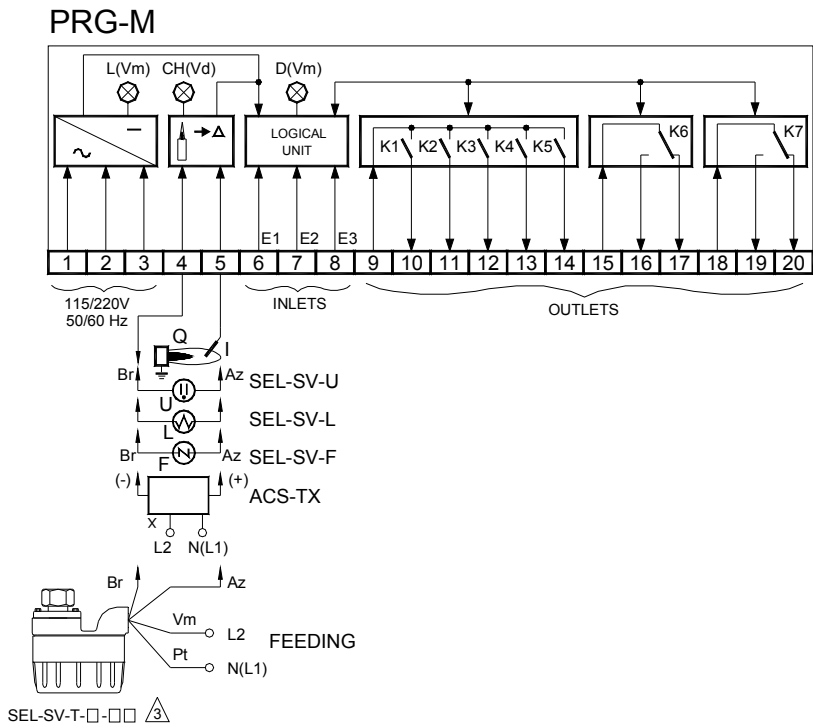 PRG-M
L(Vm) CH(Vd) D(Vm)
LOGICAL
UNIT
K1 K2 K3 K4 K5 K6 K7
E1 E2 E3
1 2 3 4 5 6 7 8 9 10 11 12 13 14 15 16 17 18 19 20
115/220V
50/60 Hz
INLETS
OUTLETS
Q I
Br Az SEL-SV-U
U
SEL-SV-L
L
Br Az SEL-SV-F
F
(-) (+) ACS-TX
X
L2 N(L1)
Br Az
Vm L2
FEEDING
Pt N(L1)
SEL-SV-T-□-□□ 3